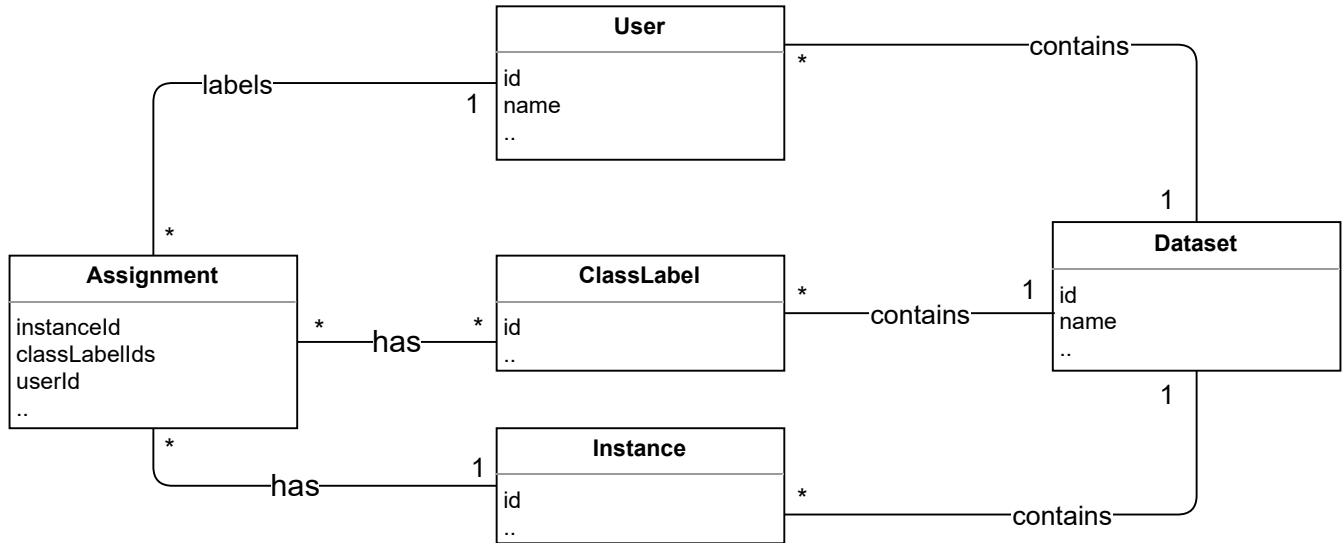 User
id
name
..
contains
*
labels
1
*
1
Assignment
instanceId
classLabelIds
userId
..
*
has
*
ClassLabel
id
..
*
contains
1
Dataset
id
name
..
*
has
1
Instance
id
..
*
contains
1